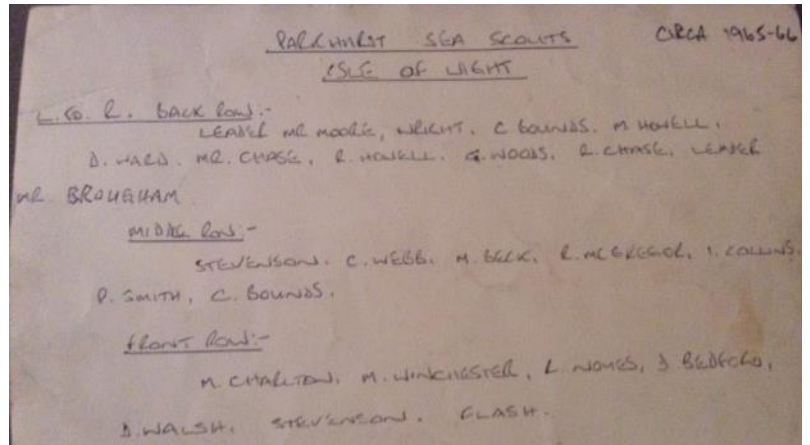 PARKHURST SEA SCOUTS CIRCA 1965-66
ISLE OF WIGHT
L. to. R. BACK ROW:-
LEADER MR MOORE, WRIGHT. C BOUNDS. M. HOWELL.
D. WARD. MR. CHASE, R. HOWELL. G. WOODS, R. CHASE, LEADER
MR. BROUGHAM
MIDDLE ROW:-
STEVENSON. C. WEBB. M. BECK, R. MCGREGOR, I. COLLINS.
P. SMITH, C. BOUNDS.
FRONT ROW:-
M. CHARLTON, M. WINCHESTER, L. NOYES, J. BEDFORD,
D. WALSH, STEVENSON. FLASH.